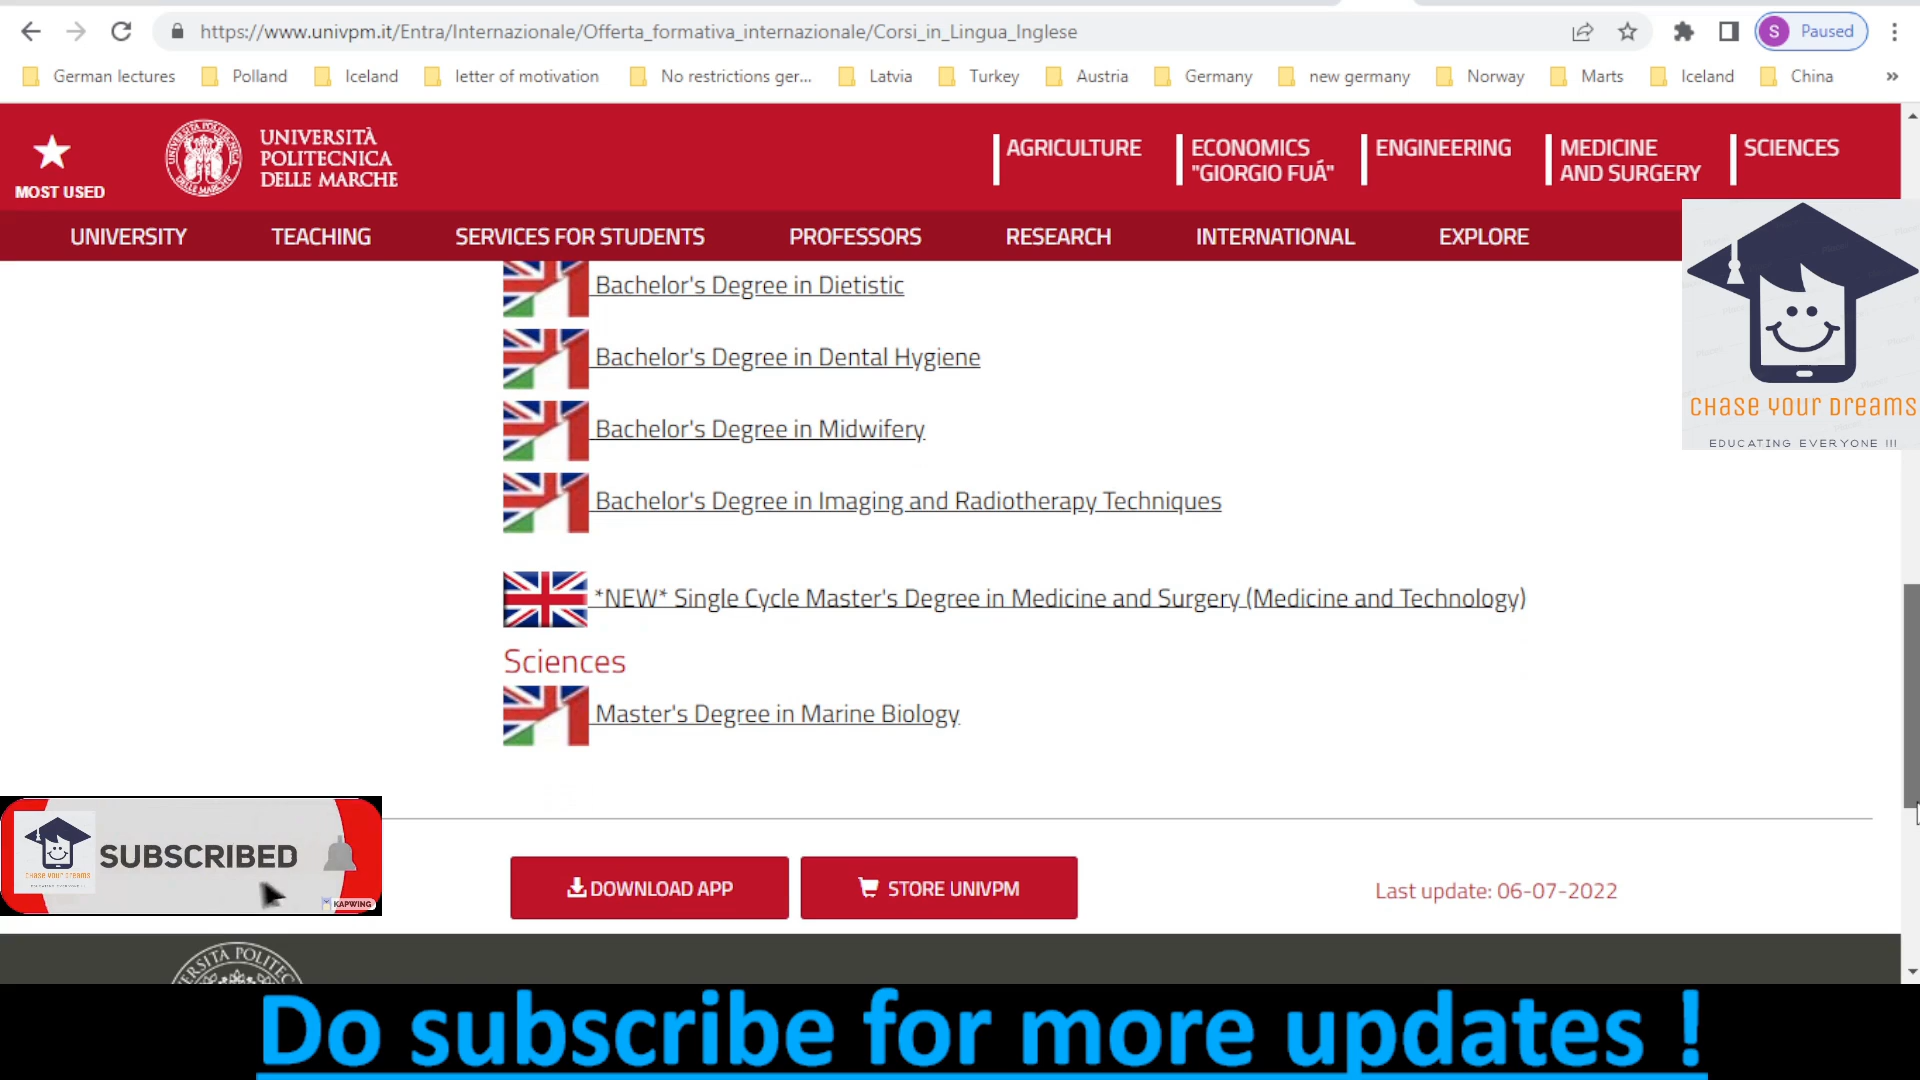 https://www.univpm.it/Entra/Internazionale/Offerta_formativa_internazionale/Corsi_in_Lingua_Inglese
S Paused
German lectures Polland Iceland letter of motivation No restrictions ger... Latvia Turkey Austria Germany new germany Norway Marts Iceland China »
MOST USED
UNIVERSITÀ
POLITECNICA
DELLE MARCHE
AGRICULTURE
ECONOMICS
"GIORGIO FUÁ"
ENGINEERING
MEDICINE
AND SURGERY
SCIENCES
UNIVERSITY TEACHING SERVICES FOR STUDENTS PROFESSORS RESEARCH INTERNATIONAL EXPLORE
Bachelor's Degree in Dietistic
Bachelor's Degree in Dental Hygiene
Bachelor's Degree in Midwifery
Bachelor's Degree in Imaging and Radiotherapy Techniques
*NEW* Single Cycle Master's Degree in Medicine and Surgery (Medicine and Technology)
Sciences
Master's Degree in Marine Biology
CHASE YOUR DREAMS
EDUCATING EVERYONE !!!
CHASE YOUR DREAMS
SUBSCRIBED
KAPWING
DOWNLOAD APP
STORE UNIVPM
Last update: 06-07-2022
Do subscribe for more updates !